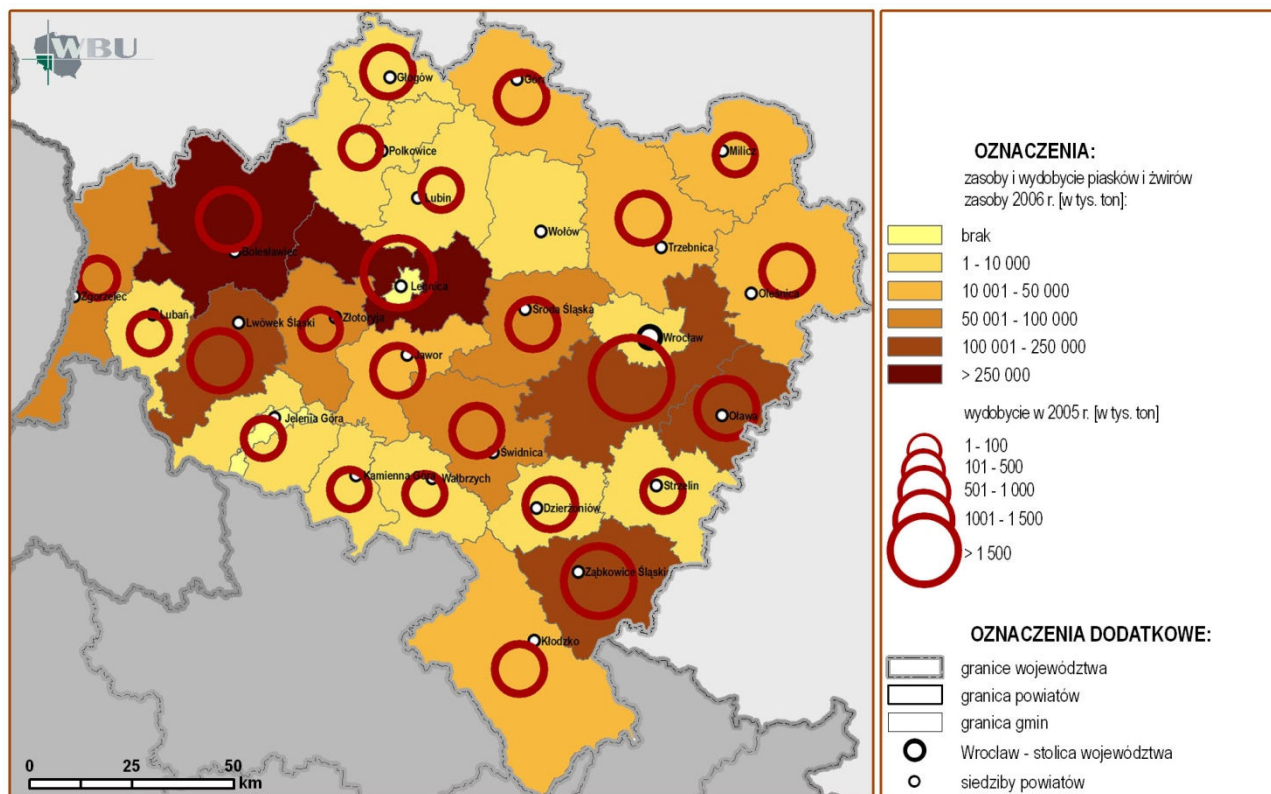 WBU
Głogów
Góra
Polkowice
Milicz
Lubin
Wołów
Trzebnica
Bolesławiec
Legnica
Oleśnica
Zgorzelec
Lubań
Lwówek Śląski
Złotoryja
Środa Śląska
Wrocław
Jawor
Jelenia Góra
Oława
Świdnica
Kamienna Góra
Wałbrzych
Strzelin
Dzierżoniów
Ząbkowice Śląski
Kłodzko
0 25 50
km
OZNACZENIA:
zasoby i wydobycie piasków i żwirów
zasoby 2006 r. [w tys. ton]:
brak
1 - 10 000
10 001 - 50 000
50 001 - 100 000
100 001 - 250 000
> 250 000
wydobycie w 2005 r. [w tys. ton]
1 - 100
101 - 500
501 - 1 000
1001 - 1 500
> 1 500
OZNACZENIA DODATKOWE:
granice województwa
granica powiatów
granica gmin
Wrocław - stolica województwa
siedziby powiatów